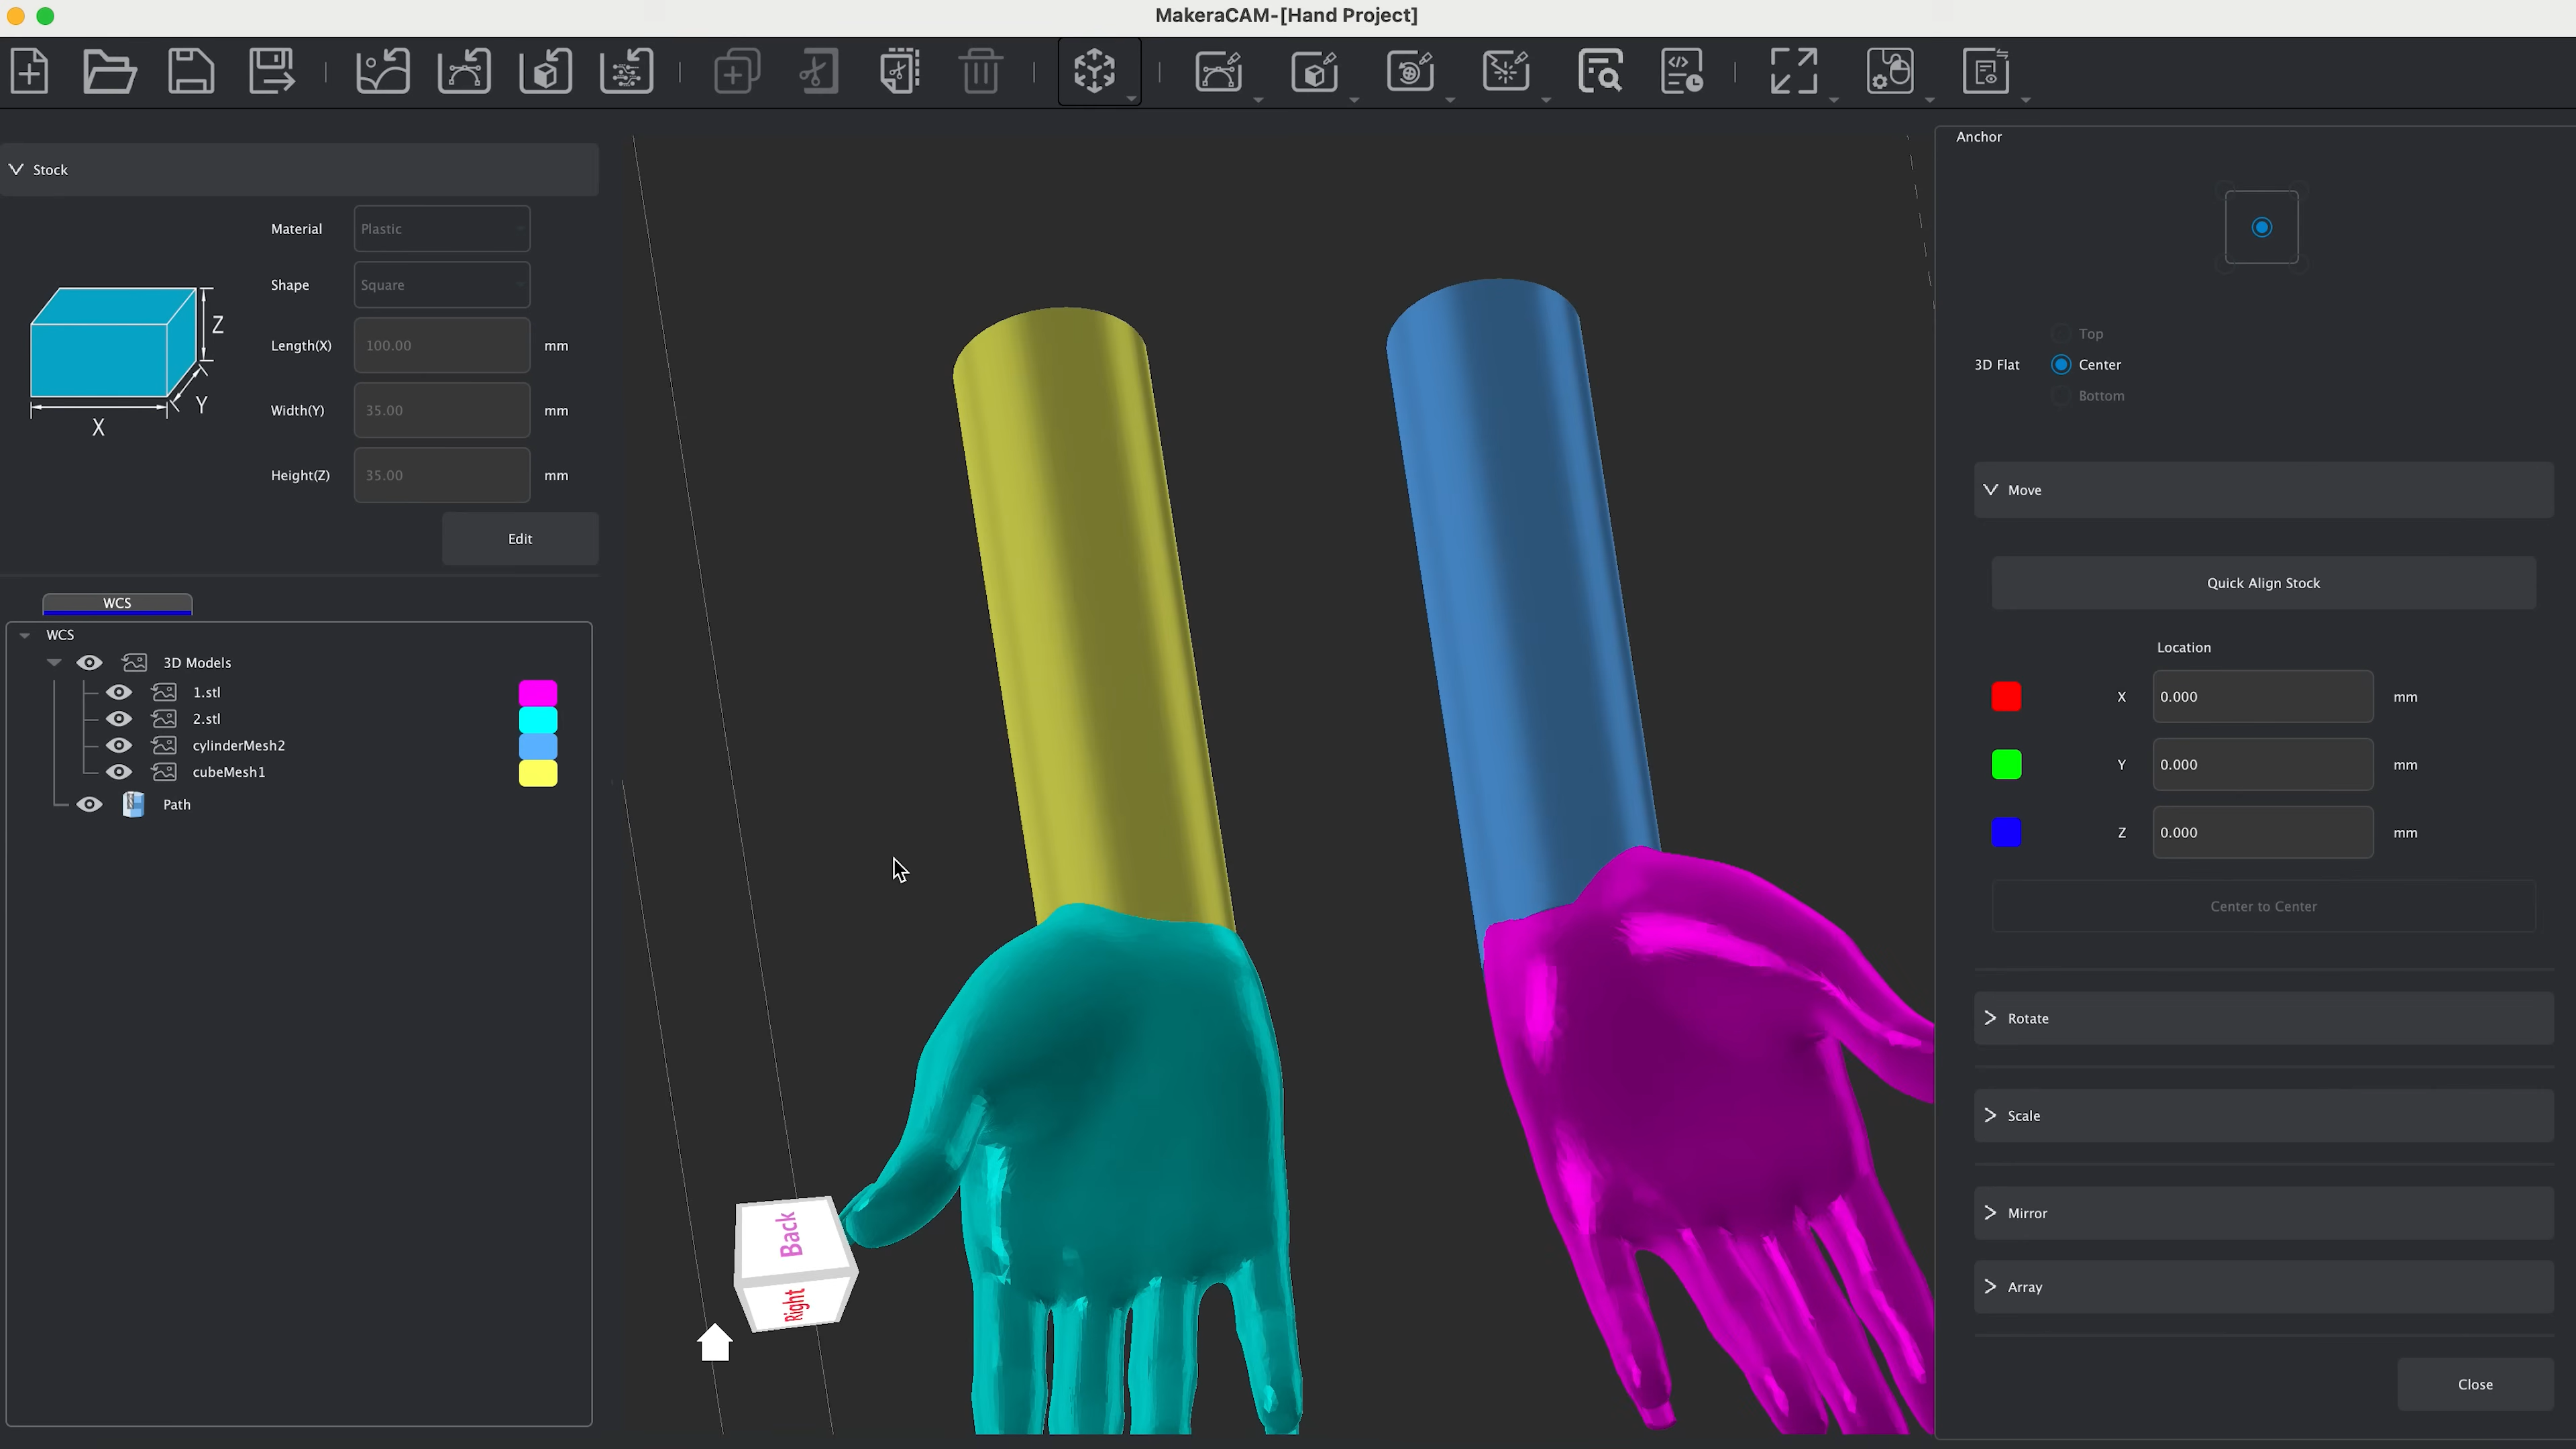 MakeraCAM-[Hand Project]
Stock
Material Plastic
Shape Square
Length(X) 100.00 mm
Width(Y) 35.00 mm
Height(Z) 35.00 mm
Z
Y
X
Edit
WCS
WCS
3D Models
1.stl
2.stl
cylinderMesh2
cubeMesh1
Path
Back
Right
Anchor
Top
3D Flat Center
Bottom
Move
Quick Align Stock
Location
X 0.000 mm
Y 0.000 mm
Z 0.000 mm
Center to Center
Rotate
Scale
Mirror
Array
Close